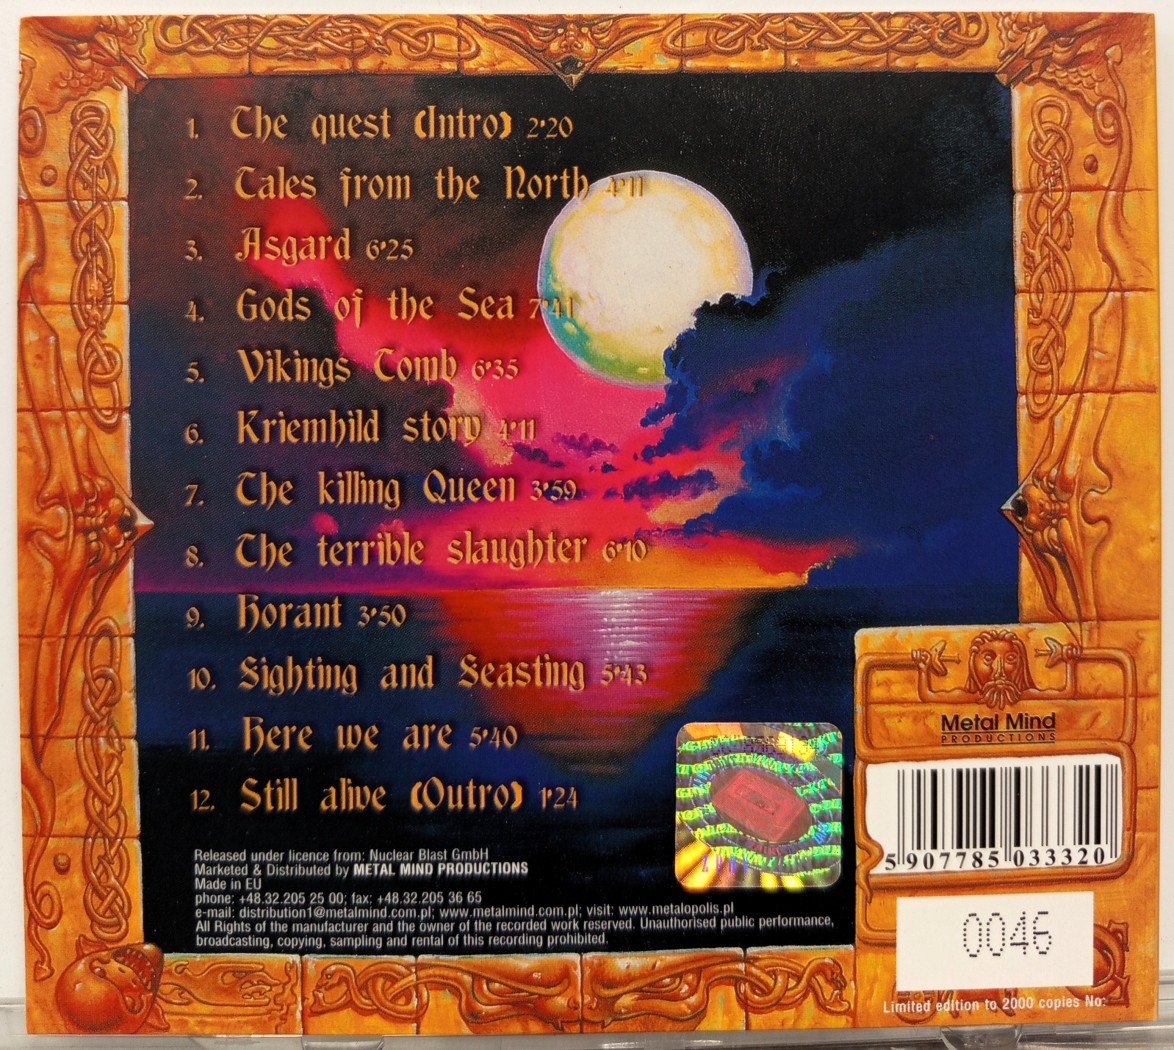 1. The quest (Intro) 2'20
2. Tales from the North 4'11
3. Asgard 6'25
4. Gods of the Sea 7'41
5. Vikings Tomb 6'35
6. Kriemhild story 4'11
7. The killing Queen 3'59
8. The terrible slaughter 6'10
9. Horant 3'50
10. Sighting and Seasting 5'43
11. Here we are 5'40
12. Still alive (Outro) 1'24
Released under licence from: Nuclear Blast GmbH
Marketed & Distributed by METAL MIND PRODUCTIONS
Made in EU
phone: +48.32.205 25 00; fax: +48.32.205 36 65
e-mail: distribution1@metalmind.com.pl; www.metalmind.com.pl; visit: www.metalopolis.pl
All Rights of the manufacturer and the owner of the recorded work reserved. Unauthorised public performance,
broadcasting, copying, sampling and rental of this recording prohibited.
Metal Mind
PRODUCTIONS
5 907785 033320
0046
Limited edition to 2000 copies No: